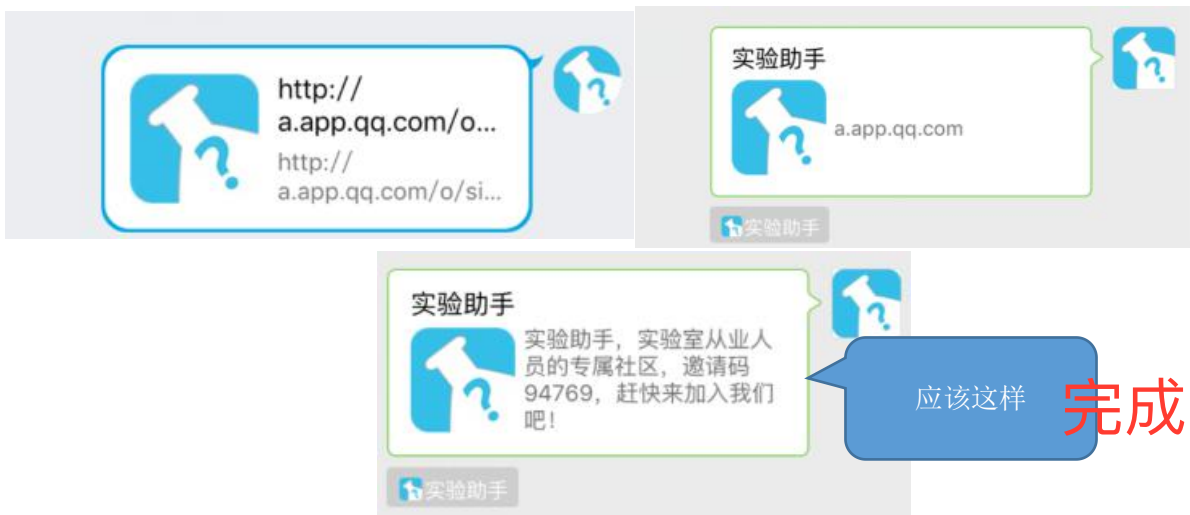 http://
a.app.qq.com/o...
http://
a.app.qq.com/o/si...
实验助手
a.app.qq.com
实验助手
实验助手
实验助手，实验室从业人
员的专属社区，邀请码
94769，赶快来加入我们
吧！
实验助手
应该这样
完成